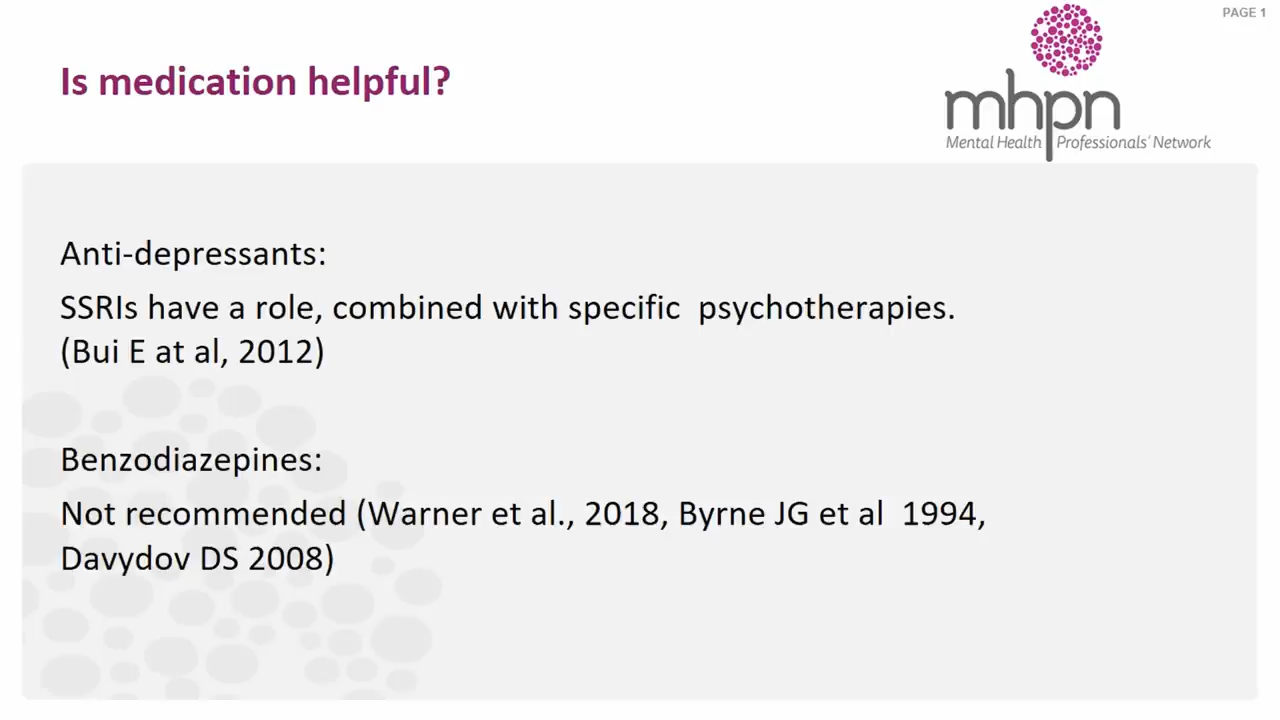 PAGE 1
Is medication helpful?
mhpn
Mental Health Professionals' Network
Anti-depressants:
SSRIs have a role, combined with specific  psychotherapies.
(Bui E at al, 2012)
Benzodiazepines:
Not recommended (Warner et al., 2018, Byrne JG et al  1994,
Davydov DS 2008)